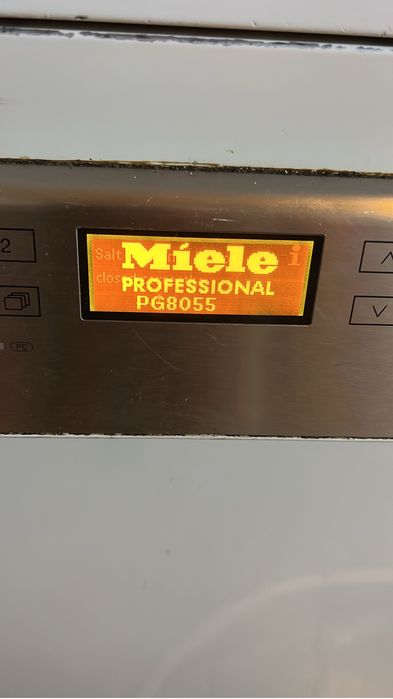 2
Salt
Miele
i
clos
PROFESSIONAL
PG8055
PC